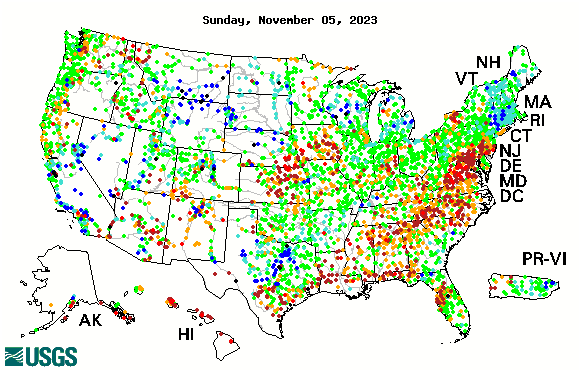 Sunday, November 05, 2023
NH
VT
MA
RI
CT
NJ
DE
MD
DC
PR-VI
AK
HI
USGS